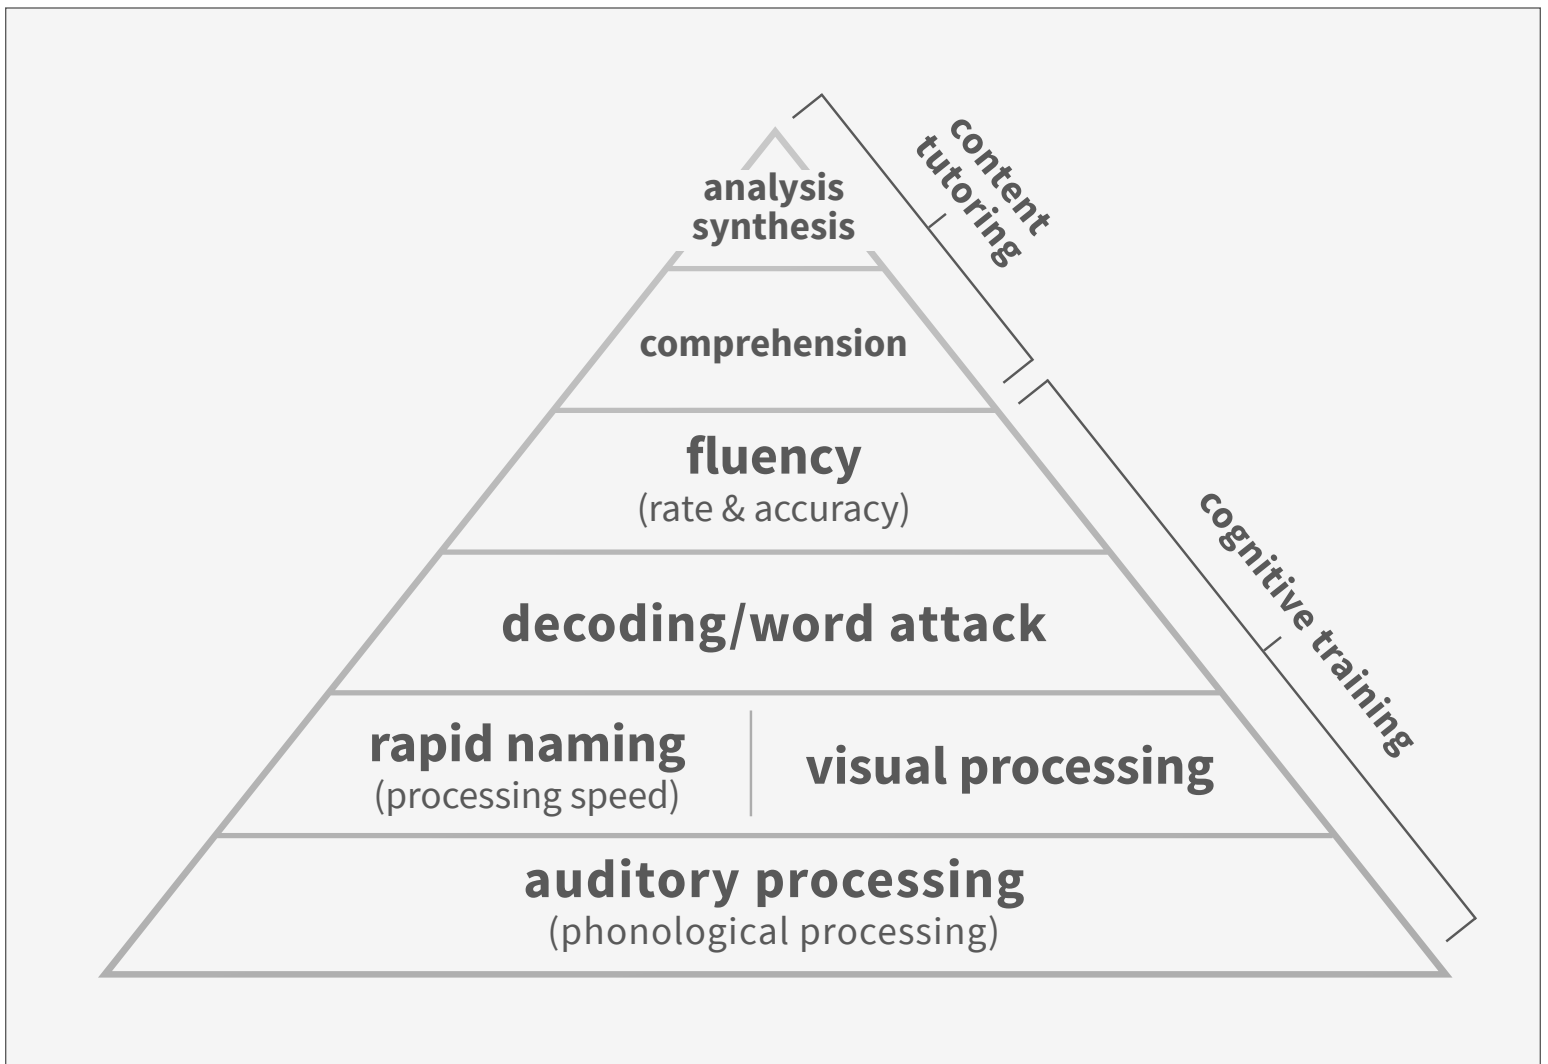 content
tutoring
analysis
synthesis
comprehension
fluency
(rate & accuracy)
cognitive training
decoding/word attack
rapid naming
(processing speed)
visual processing
auditory processing
(phonological processing)